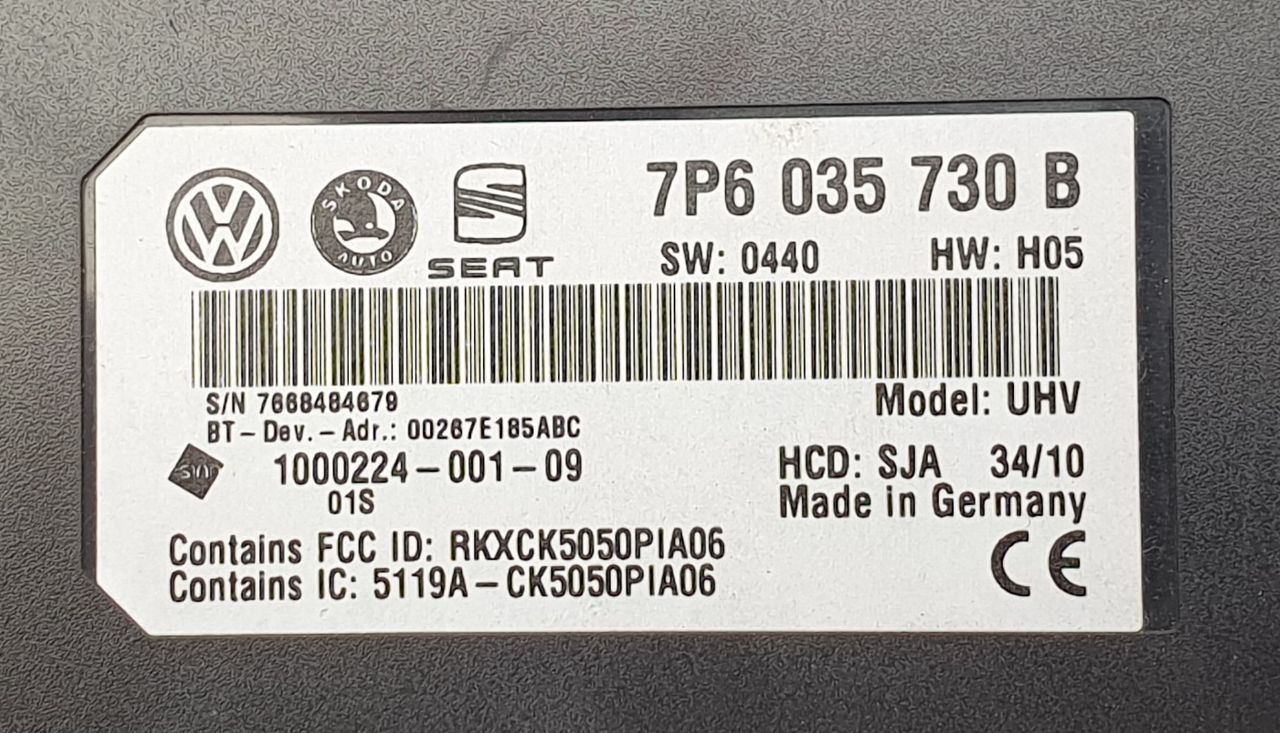 SKODA AUTO
SEAT
7P6 035 730 B
SW: 0440 HW: H05
S/N 7668484679
Model: UHV
BT-Dev.-Adr.: 00267E185ABC
1000224-001-09
HCD: SJA 34/10
01S
Made in Germany
Contains FCC ID: RKXCK5050PIA06
Contains IC: 5119A-CK5050PIA06
CE